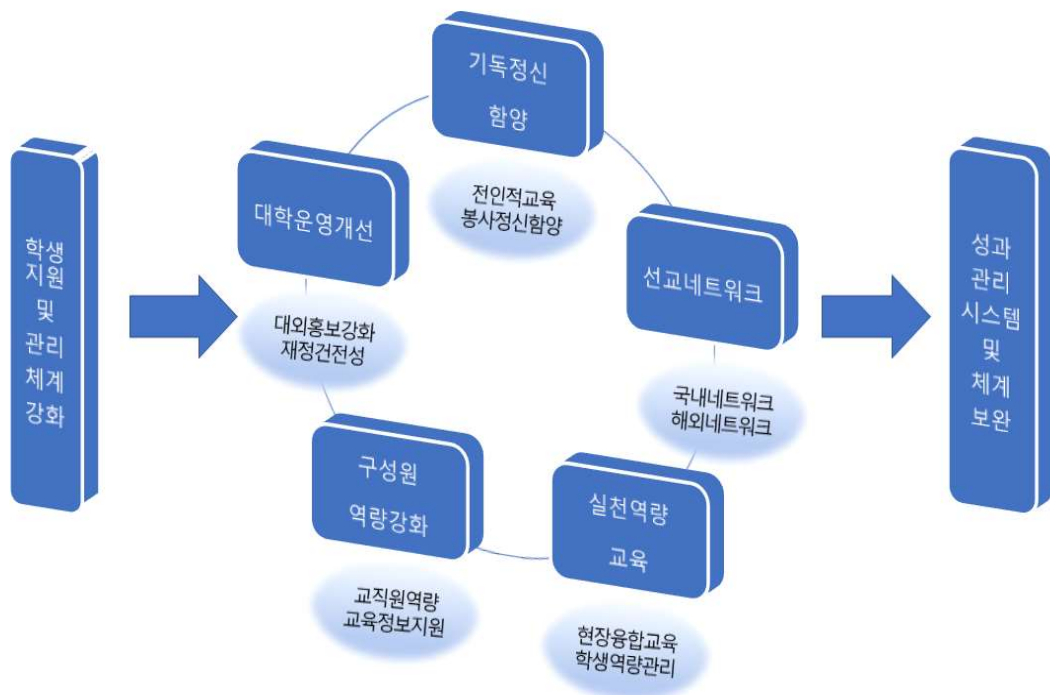 학생
지원
및
관리
체계
강화
기독정신
함양
전인적교육
봉사정신함양
대학운영개선
대외홍보강화
재정건전성
선교네트워크
국내네트워크
해외네트워크
구성원
역량강화
교직원역량
교육정보지원
실천역량
교육
현장융합교육
학생역량관리
성과
관리
시스템
및
체계
보완